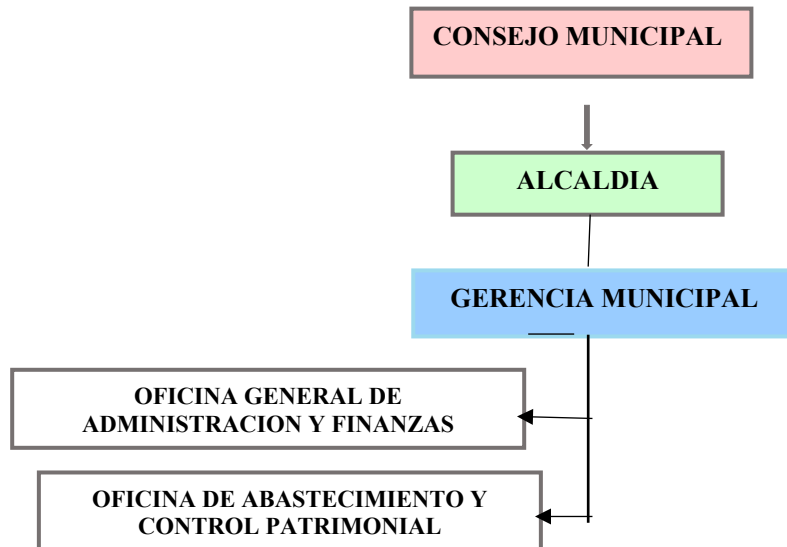 CONSEJO MUNICIPAL
ALCALDIA
GERENCIA MUNICIPAL
OFICINA GENERAL DE
ADMINISTRACION Y FINANZAS
OFICINA DE ABASTECIMIENTO Y
CONTROL PATRIMONIAL